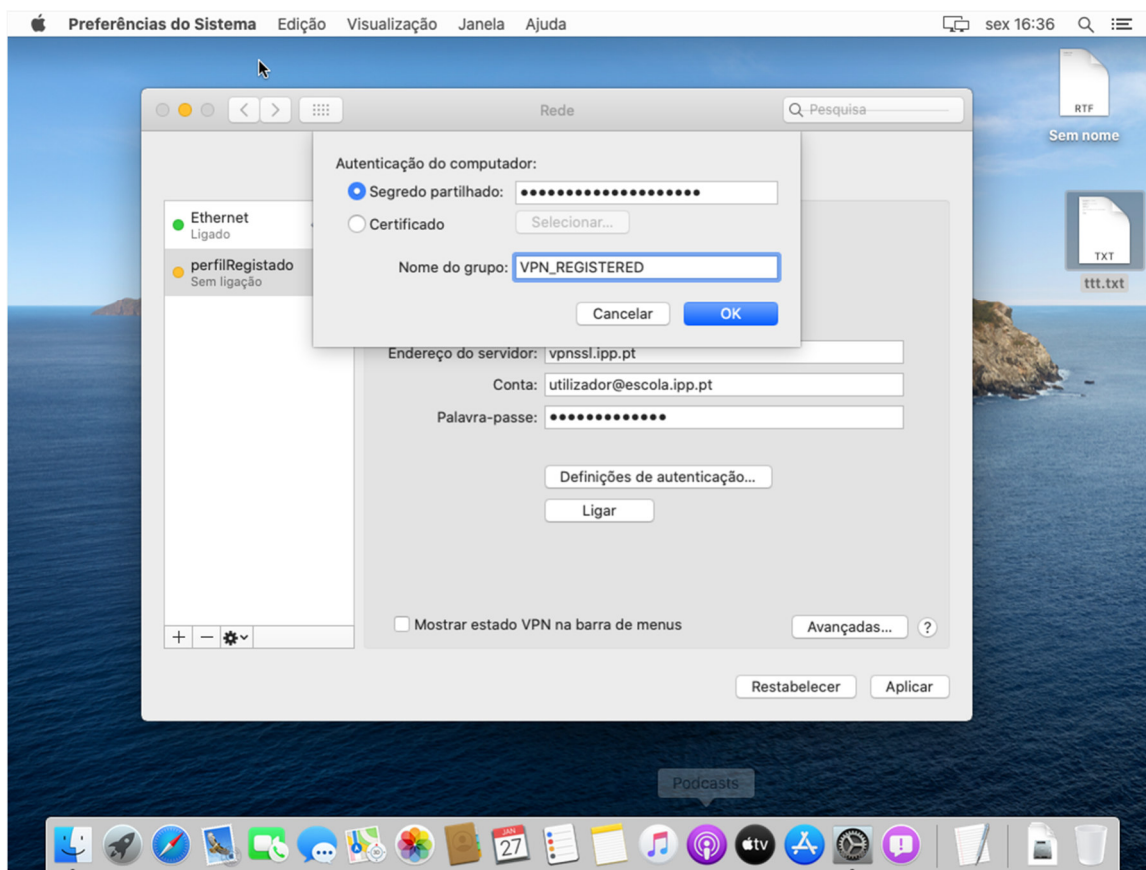 Preferências do Sistema Edição Visualização Janela Ajuda sex 16:36
RTF
Sem nome
Rede
Pesquisa
Autenticação do computador:
Segredo partilhado: ••••••••••••••••••••
Certificado Selecionar...
Nome do grupo: VPN_REGISTERED
Cancelar OK
Ethernet
Ligado
perfilRegistado
Sem ligação
TXT
ttt.txt
Endereço do servidor: vpnssl.ipp.pt
Conta: utilizador@escola.ipp.pt
Palavra-passe: •••••••••••••
Definições de autenticação...
Ligar
Mostrar estado VPN na barra de menus
Avançadas... ?
Restabelecer Aplicar
Podcasts
JAN
27
tv